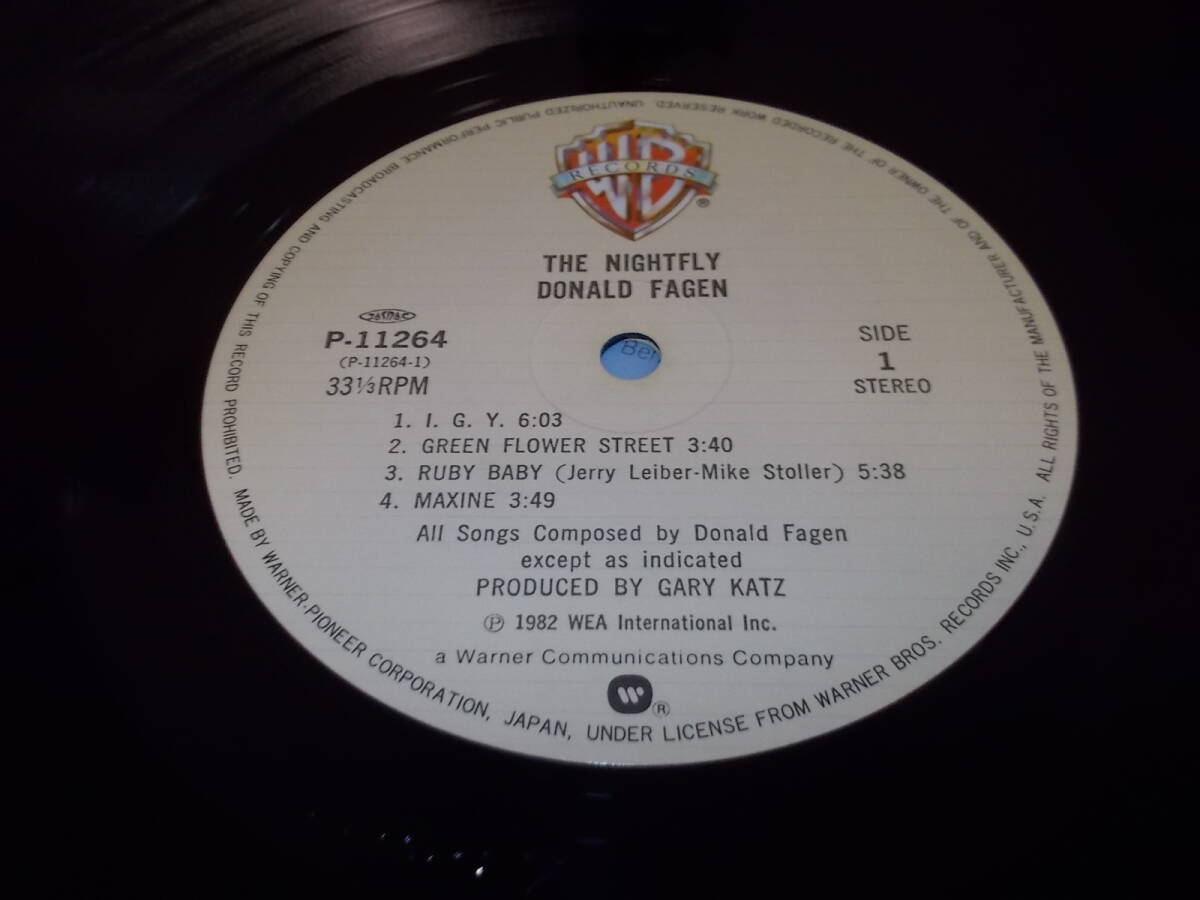 WB
RECORDS
®
THE NIGHTFLY
DONALD FAGEN
JASRAC
P-11264
(P-11264-1)
33⅓RPM
SIDE
1
STEREO
Ber
1. I. G. Y. 6:03
2. GREEN FLOWER STREET 3:40
3. RUBY BABY (Jerry Leiber-Mike Stoller) 5:38
4. MAXINE 3:49
All Songs Composed by Donald Fagen
except as indicated
PRODUCED BY GARY KATZ
℗ 1982 WEA International Inc.
a Warner Communications Company
®
MADE BY WARNER-PIONEER CORPORATION, JAPAN, UNDER LICENSE FROM WARNER BROS. RECORDS INC., U.S.A. ALL RIGHTS OF THE MANUFACTURER AND OF THE OWNER OF THE RECORDED WORK RESERVED. UNAUTHORIZED PUBLIC PERFORMANCE BROADCASTING AND COPYING OF THIS RECORD PROHIBITED.